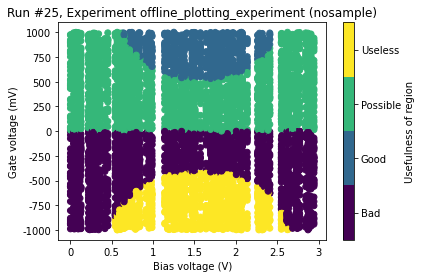 Run #25, Experiment offline_plotting_experiment (nosample)
1000
750
500
250
0
-250
-500
-750
-1000
Gate voltage (mV)
0
0.5
1
1.5
2
2.5
3
Bias voltage (V)
Useless
Possible
Good
Bad
Usefulness of region